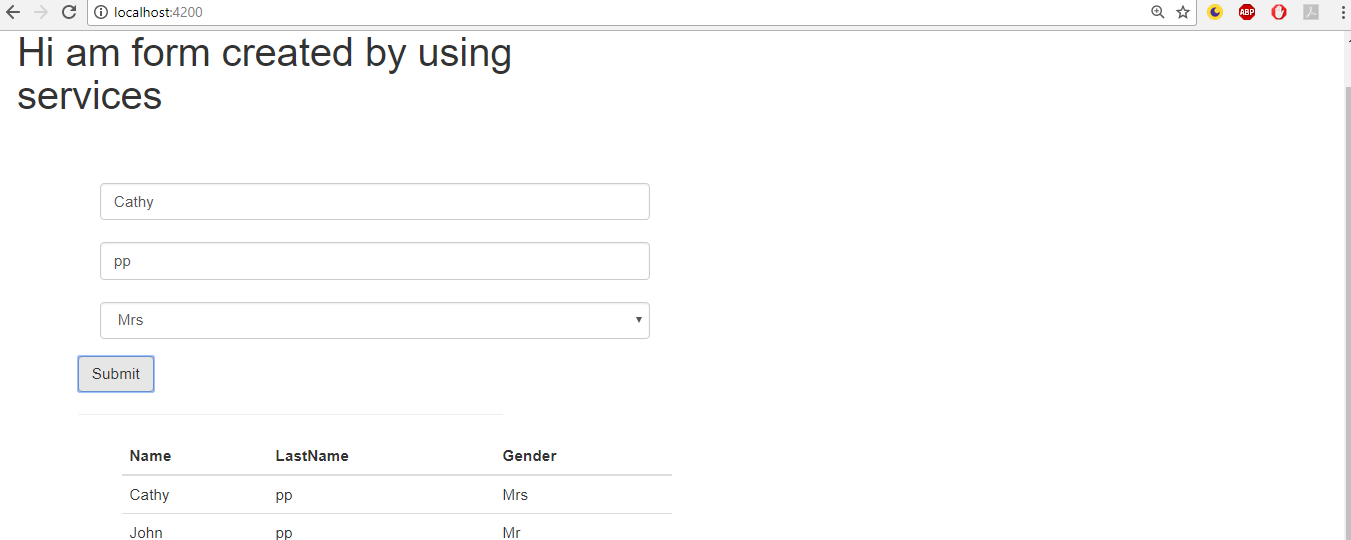 localhost:4200
ABP
Hi am form created by using
services
Cathy
pp
Mrs
Submit
Name LastName Gender
Cathy pp Mrs
John pp Mr